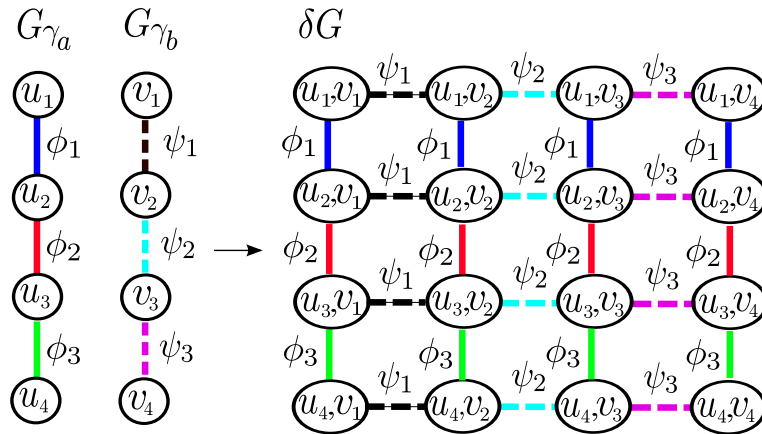 Gγₐ Gγ_b δG
u₁ v₁ u₁,v₁ ψ₁ u₁,v₂ ψ₂ u₁,v₃ ψ₃ u₁,v₄
ϕ₁ ψ₁ ϕ₁ ϕ₁ ϕ₁ ϕ₁
u₂ v₂ u₂,v₁ ψ₁ u₂,v₂ ψ₂ u₂,v₃ ψ₃ u₂,v₄
ϕ₂ ψ₂ ϕ₂ ϕ₂ ϕ₂ ϕ₂
u₃ v₃ u₃,v₁ ψ₁ u₃,v₂ ψ₂ u₃,v₃ ψ₃ u₃,v₄
ϕ₃ ψ₃ ϕ₃ ϕ₃ ϕ₃ ϕ₃
u₄ v₄ u₄,v₁ ψ₁ u₄,v₂ ψ₂ u₄,v₃ ψ₃ u₄,v₄